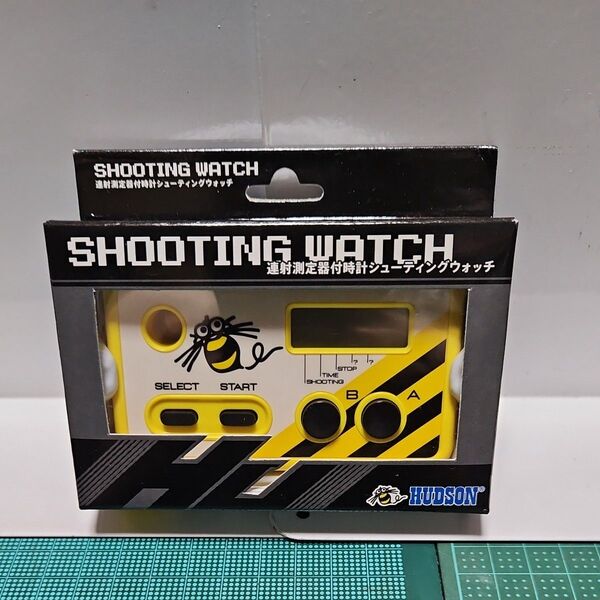 SHOOTING WATCH
連射測定器付時計シューティングウォッチ
SHOOTING WATCH
連射測定器付時計シューティングウォッチ
? ?
STOP
TIME
SHOOTING
SELECT START
B A
HUDSON®